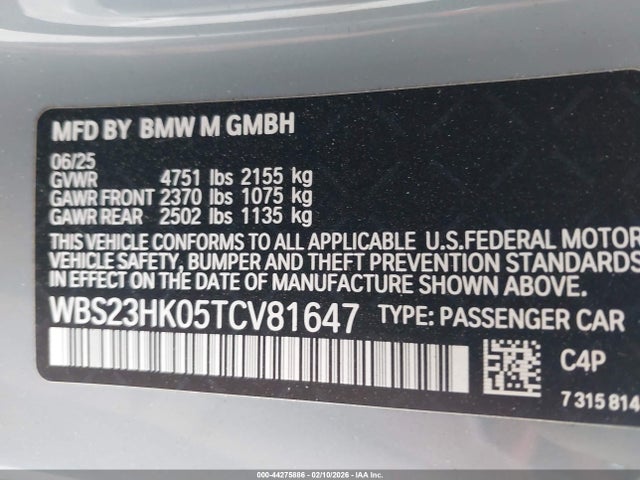 MFD BY BMW M GMBH
06/25
GVWR 4751 lbs 2155 kg
GAWR FRONT 2370 lbs 1075 kg
GAWR REAR 2502 lbs 1135 kg
THIS VEHICLE CONFORMS TO ALL APPLICABLE U.S.FEDERAL MOTOR
VEHICLE SAFETY, BUMPER AND THEFT PREVENTION STANDARDS
IN EFFECT ON THE DATE OF MANUFACTURE SHOWN ABOVE.
WBS23HK05TCV81647 TYPE: PASSENGER CAR
C4P
7 315 814
000-44275886 - 02/10/2026 - IAA, Inc.